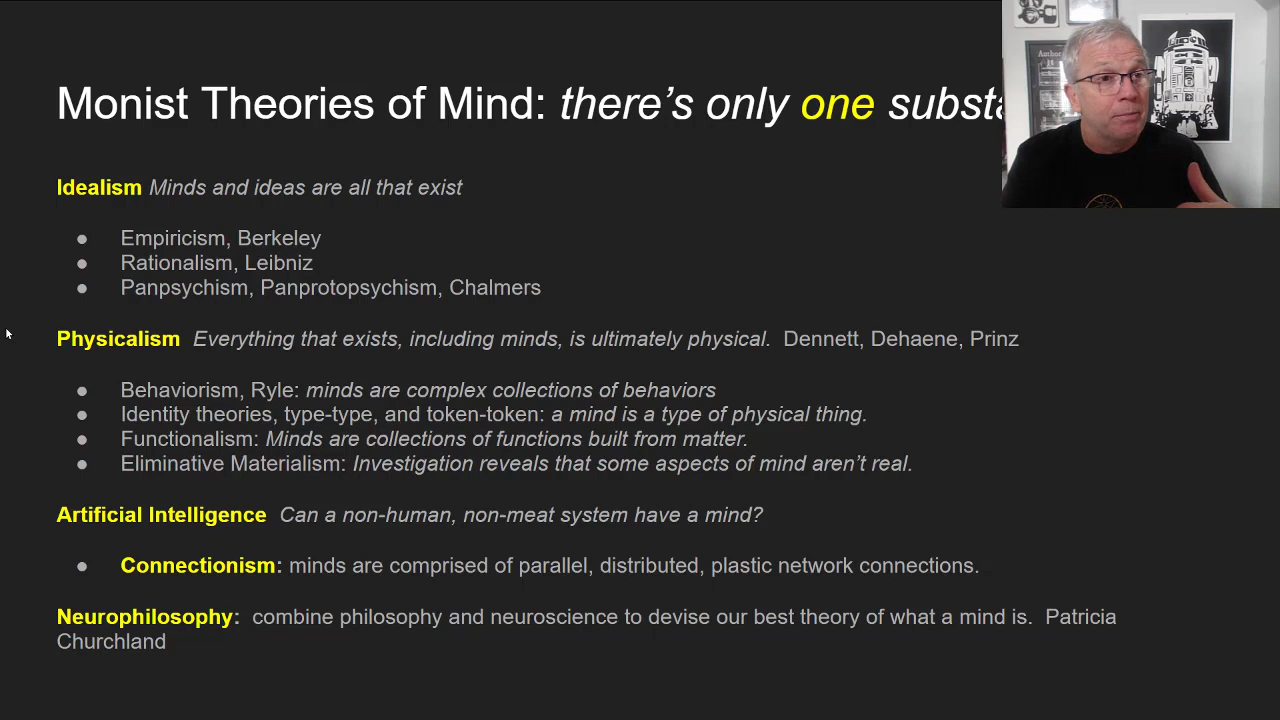 Monist Theories of Mind: there's only one
Idealism Minds and ideas are all that exist
● Empiricism, Berkeley
● Rationalism, Leibniz
● Panpsychism, Panprotopsychism, Chalmers
Physicalism Everything that exists, including minds, is ultimately physical. Dennett, Dehaene, Prinz
● Behaviorism, Ryle: minds are complex collections of behaviors
● Identity theories, type-type, and token-token: a mind is a type of physical thing.
● Functionalism: Minds are collections of functions built from matter.
● Eliminative Materialism: Investigation reveals that some aspects of mind aren't real.
Artificial Intelligence Can a non-human, non-meat system have a mind?
● Connectionism: minds are comprised of parallel, distributed, plastic network connections.
Neurophilosophy: combine philosophy and neuroscience to devise our best theory of what a mind is. Patricia
Churchland